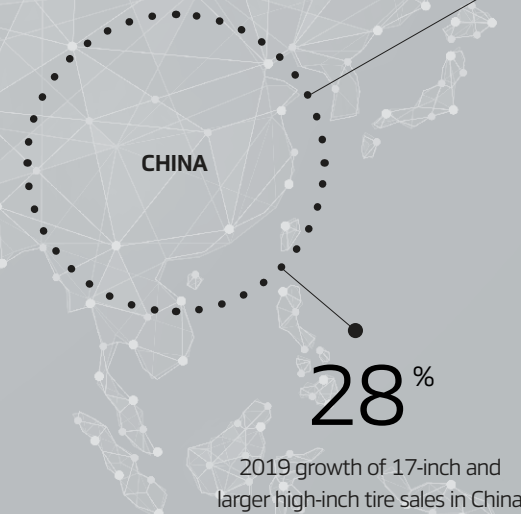 CHINA
28%
2019 growth of 17-inch and
larger high-inch tire sales in China